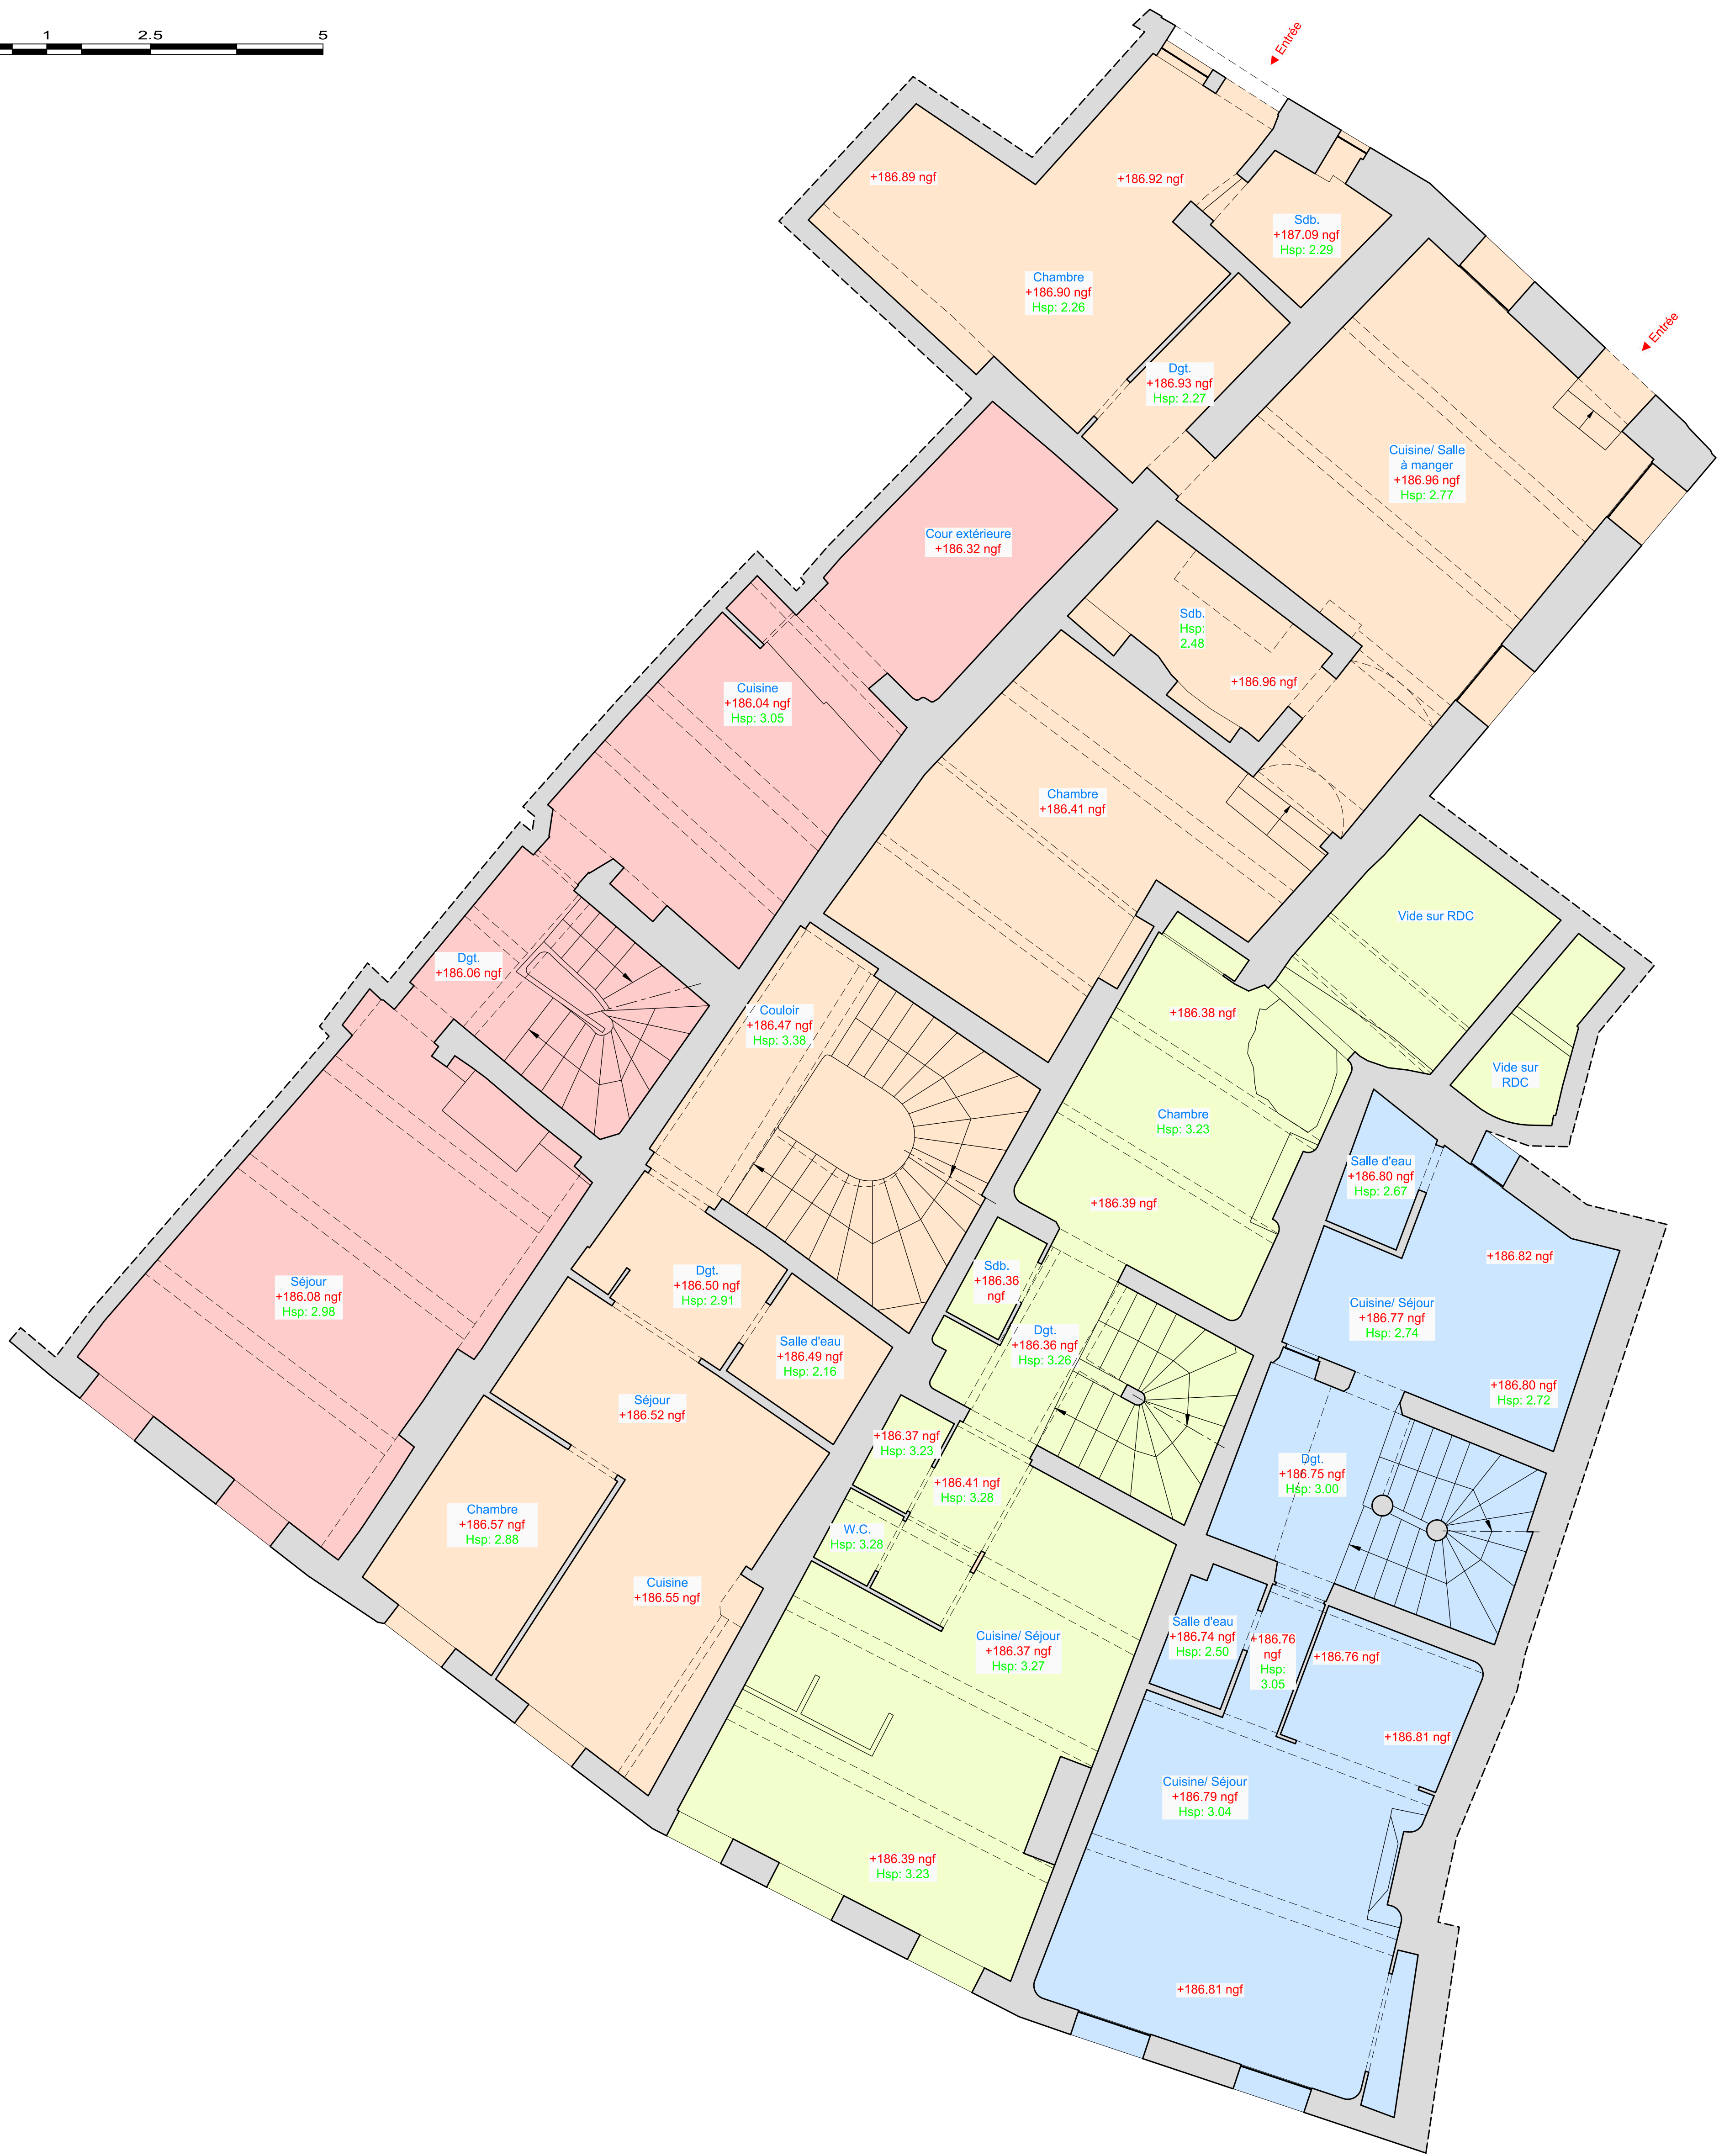 1 2.5 5
Entrée
+186.89 ngf
+186.92 ngf
Sdb.
+187.09 ngf
Hsp: 2.29
Chambre
+186.90 ngf
Hsp: 2.26
Entrée
Dgt.
+186.93 ngf
Hsp: 2.27
Cuisine/ Salle
à manger
+186.96 ngf
Hsp: 2.77
Cour extérieure
+186.32 ngf
Sdb.
Hsp:
2.48
+186.96 ngf
Cuisine
+186.04 ngf
Hsp: 3.05
Chambre
+186.41 ngf
Vide sur RDC
Dgt.
+186.06 ngf
Couloir
+186.47 ngf
Hsp: 3.38
+186.38 ngf
Vide sur
RDC
Chambre
Hsp: 3.23
Salle d'eau
+186.80 ngf
Hsp: 2.67
+186.39 ngf
+186.82 ngf
Séjour
+186.08 ngf
Hsp: 2.98
Dgt.
+186.50 ngf
Hsp: 2.91
Sdb.
+186.36
ngf
Cuisine/ Séjour
+186.77 ngf
Hsp: 2.74
Salle d'eau
+186.49 ngf
Hsp: 2.16
Dgt.
+186.36 ngf
Hsp: 3.26
+186.80 ngf
Hsp: 2.72
Séjour
+186.52 ngf
+186.37 ngf
Hsp: 3.23
+186.41 ngf
Hsp: 3.28
Dgt.
+186.75 ngf
Hsp: 3.00
Chambre
+186.57 ngf
Hsp: 2.88
W.C.
Hsp: 3.28
Cuisine
+186.55 ngf
Cuisine/ Séjour
+186.37 ngf
Hsp: 3.27
Salle d'eau
+186.74 ngf
Hsp: 2.50
+186.76
ngf
Hsp:
3.05
+186.76 ngf
+186.81 ngf
Cuisine/ Séjour
+186.79 ngf
Hsp: 3.04
+186.39 ngf
Hsp: 3.23
+186.81 ngf